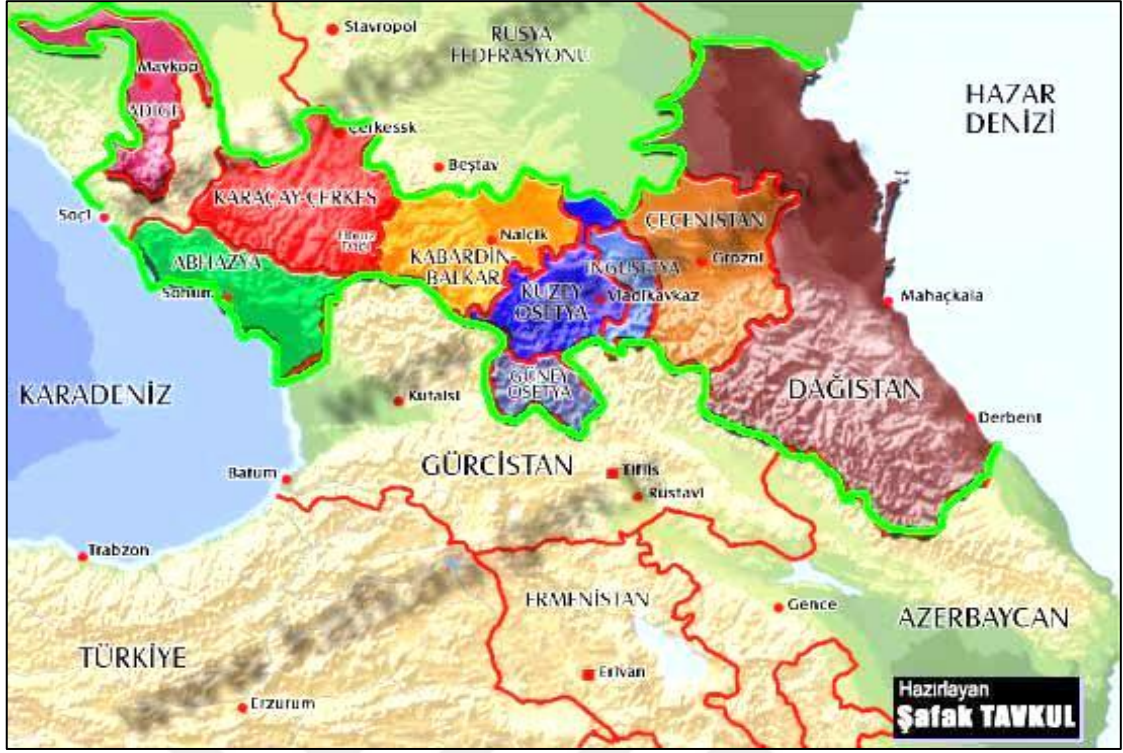 Stavropol
RUSYA
FEDERASYONU
HAZAR
DENİZİ
Maykop
ADIGE
Çerkessk
Beştav
KARAÇAY-ÇERKES
Soçi
ABHAZYA
Sohum
Nalçik
KABARDİN-
BALKAR
ÇEÇENİSTAN
Grozni
İNGUŞETYA
KUZEY
OSETYA
Vladikavkaz
Mahaçkala
KARADENİZ
Kutaisi
GÜNEY
OSETYA
DAĞISTAN
Derbent
GÜRCİSTAN
Tiflis
Rustavi
Batum
Trabzon
ERMENİSTAN
Gence
AZERBAYCAN
TÜRKİYE
Erivan
Erzurum
Hazırlayan
Şafak TAVKUL